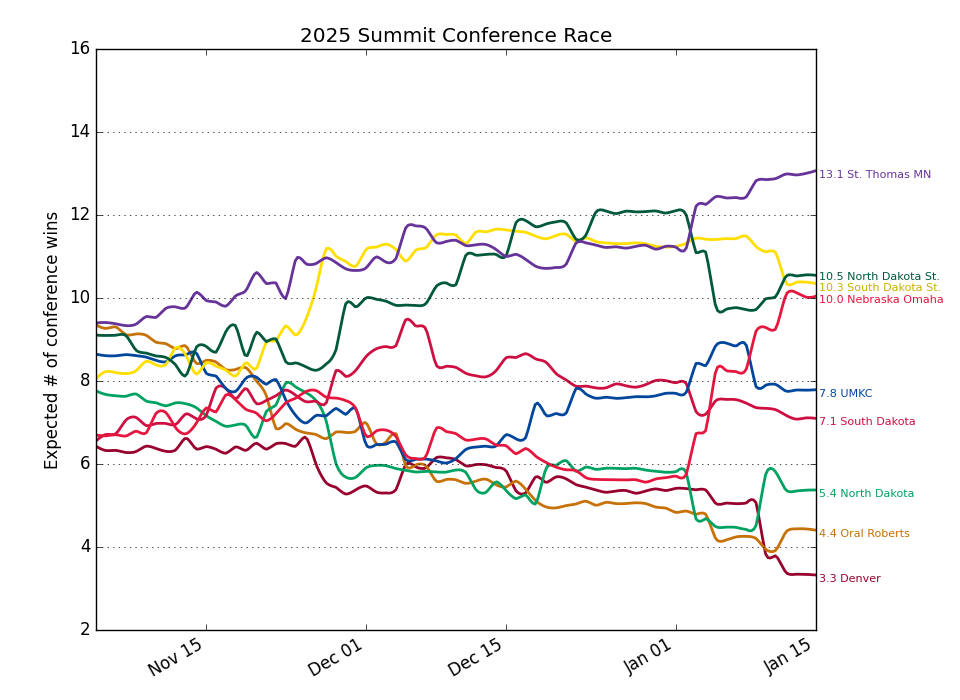 2025 Summit Conference Race
Expected # of conference wins
16
14
12
10
8
6
4
2
13.1 St. Thomas MN
10.5 North Dakota St.
10.3 South Dakota St.
10.0 Nebraska Omaha
7.8 UMKC
7.1 South Dakota
5.4 North Dakota
4.4 Oral Roberts
3.3 Denver
Nov 15
Dec 01
Dec 15
Jan 01
Jan 15